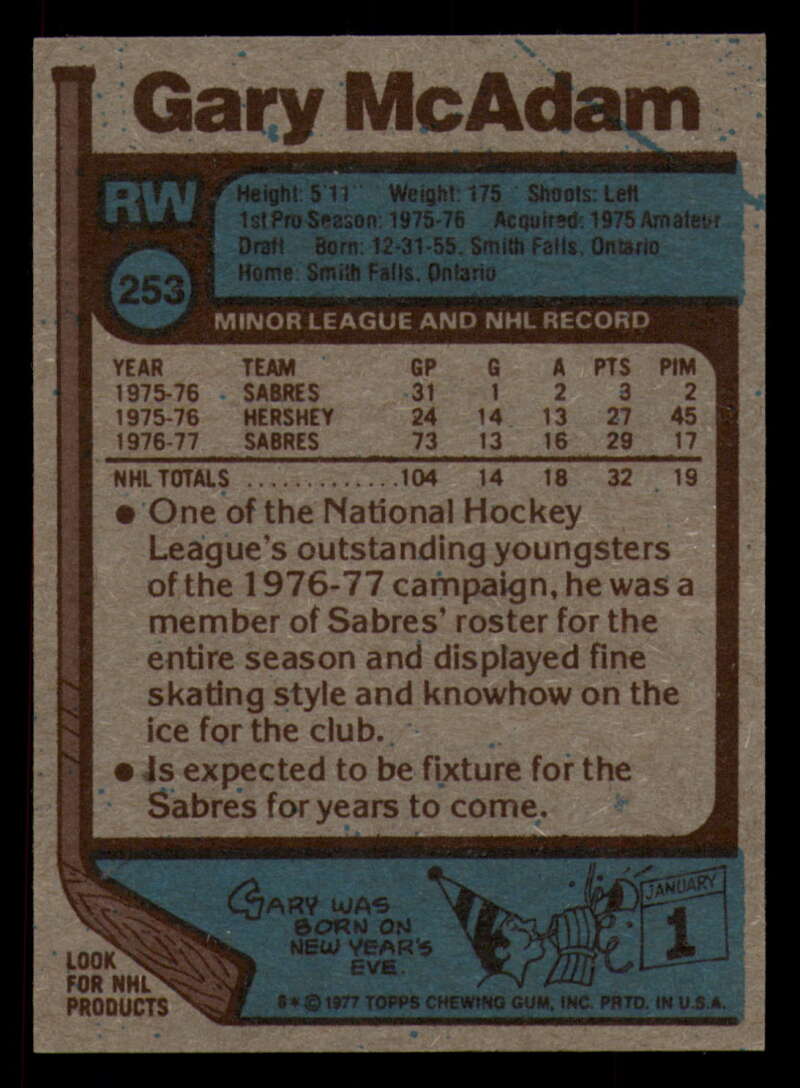 Gary McAdam
RW
Height: 5'11" Weight: 175 Shoots: Left
1st Pro Season: 1975-76 Acquired: 1975 Amateur
Draft Born: 12-31-55, Smith Falls, Ontario
Home: Smith Falls, Ontario
253
MINOR LEAGUE AND NHL RECORD
YEAR TEAM GP G A PTS PIM
1975-76 SABRES 31 1 2 3 2
1975-76 HERSHEY 24 14 13 27 45
1976-77 SABRES 73 13 16 29 17
NHL TOTALS ..............104 14 18 32 19
● One of the National Hockey
League's outstanding youngsters
of the 1976-77 campaign, he was a
member of Sabres' roster for the
entire season and displayed fine
skating style and knowhow on the
ice for the club.
● Is expected to be fixture for the
Sabres for years to come.
GARY WAS
BORN ON
NEW YEAR'S
EVE.
JANUARY
1
LOOK
FOR NHL
PRODUCTS
8* © 1977 TOPPS CHEWING GUM, INC. PRTD. IN U.S.A.